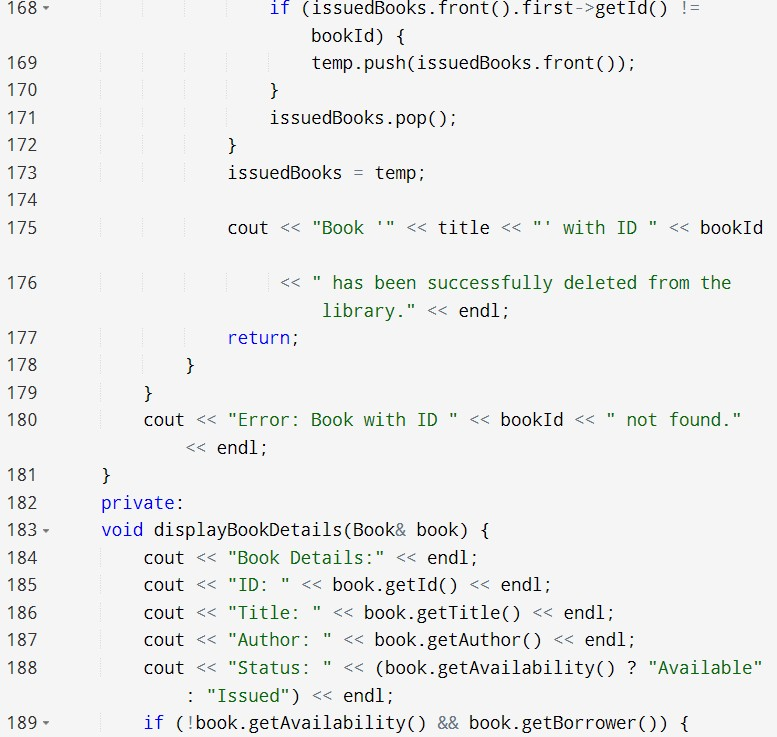 168 if (issuedBooks.front().first->getId() !=
bookId) {
169 temp.push(issuedBooks.front());
170 }
171 issuedBooks.pop();
172 }
173 issuedBooks = temp;
174
175 cout << "Book '" << title << "' with ID " << bookId
176 << " has been successfully deleted from the
library." << endl;
177 return;
178 }
179 }
180 cout << "Error: Book with ID " << bookId << " not found."
<< endl;
181 }
182 private:
183 void displayBookDetails(Book& book) {
184 cout << "Book Details:" << endl;
185 cout << "ID: " << book.getId() << endl;
186 cout << "Title: " << book.getTitle() << endl;
187 cout << "Author: " << book.getAuthor() << endl;
188 cout << "Status: " << (book.getAvailability() ? "Available"
: "Issued") << endl;
189 if (!book.getAvailability() && book.getBorrower()) {